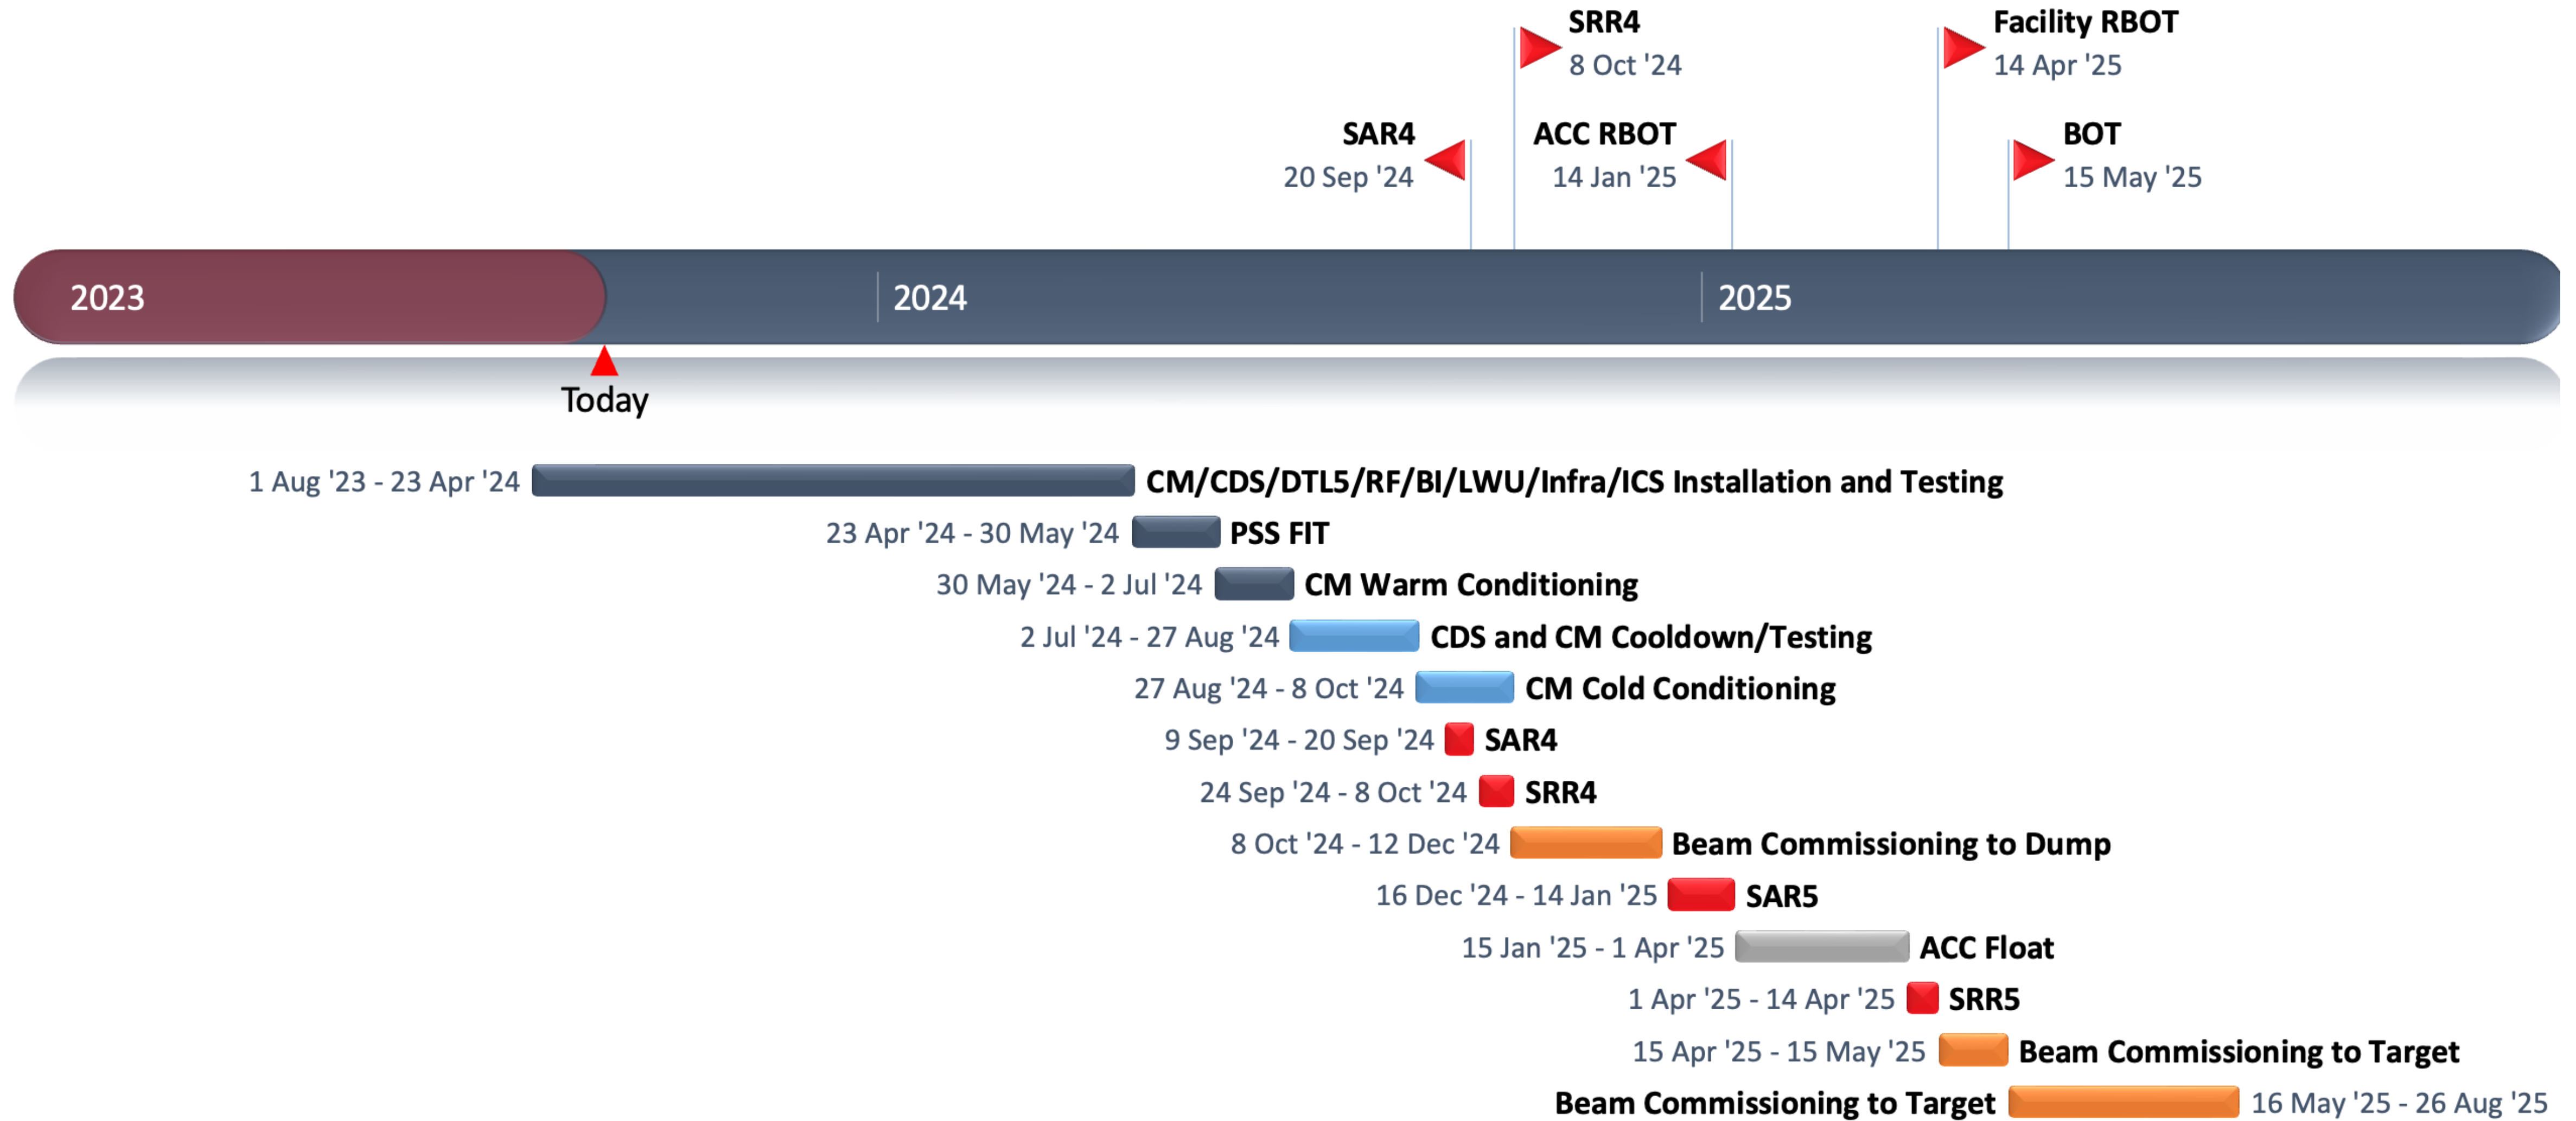 SRR4
8 Oct '24
Facility RBOT
14 Apr '25
SAR4
20 Sep '24
ACC RBOT
14 Jan '25
BOT
15 May '25
2023
2024
2025
Today
1 Aug '23 - 23 Apr '24 CM/CDS/DTL5/RF/BI/LWU/Infra/ICS Installation and Testing
23 Apr '24 - 30 May '24 PSS FIT
30 May '24 - 2 Jul '24 CM Warm Conditioning
2 Jul '24 - 27 Aug '24 CDS and CM Cooldown/Testing
27 Aug '24 - 8 Oct '24 CM Cold Conditioning
9 Sep '24 - 20 Sep '24 SAR4
24 Sep '24 - 8 Oct '24 SRR4
8 Oct '24 - 12 Dec '24 Beam Commissioning to Dump
16 Dec '24 - 14 Jan '25 SAR5
15 Jan '25 - 1 Apr '25 ACC Float
1 Apr '25 - 14 Apr '25 SRR5
15 Apr '25 - 15 May '25 Beam Commissioning to Target
Beam Commissioning to Target 16 May '25 - 26 Aug '25